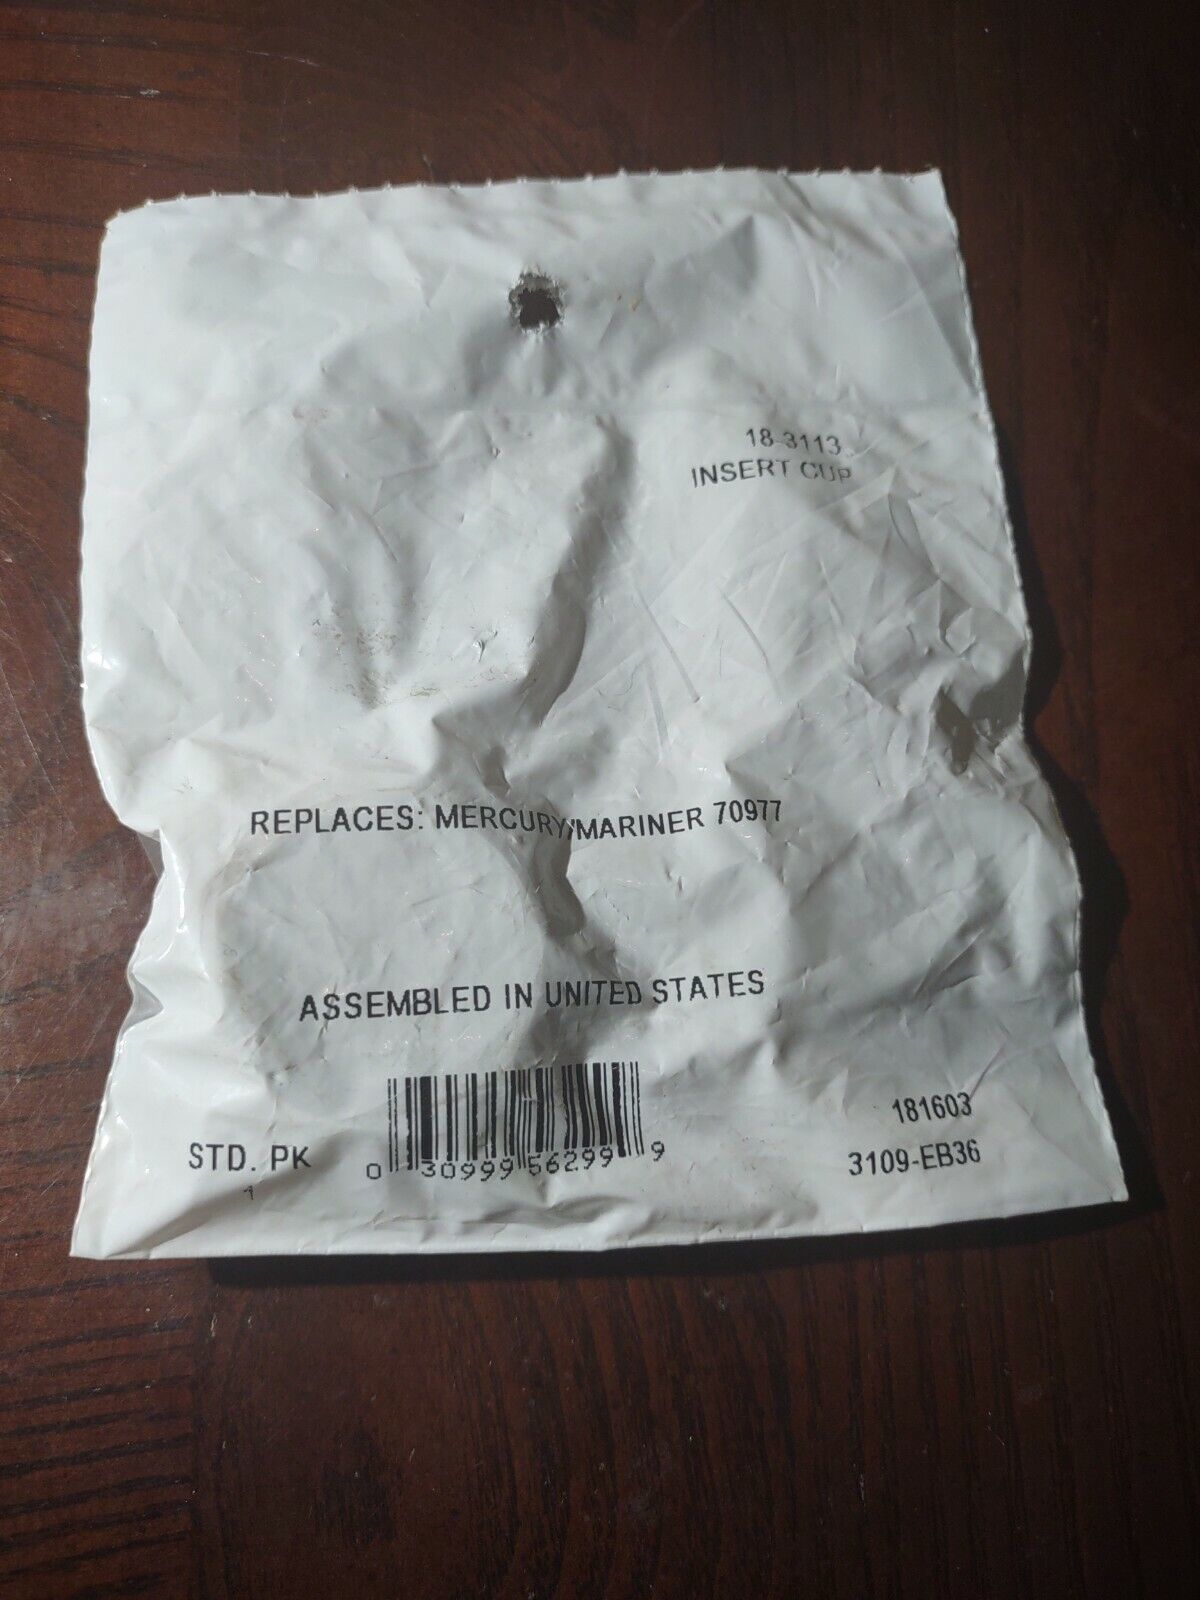 18-3113
INSERT CUP
REPLACES: MERCURY/MARINER 70977
ASSEMBLED IN UNITED STATES
STD. PK
1
0 30999 56299 9
181603
3109-EB36